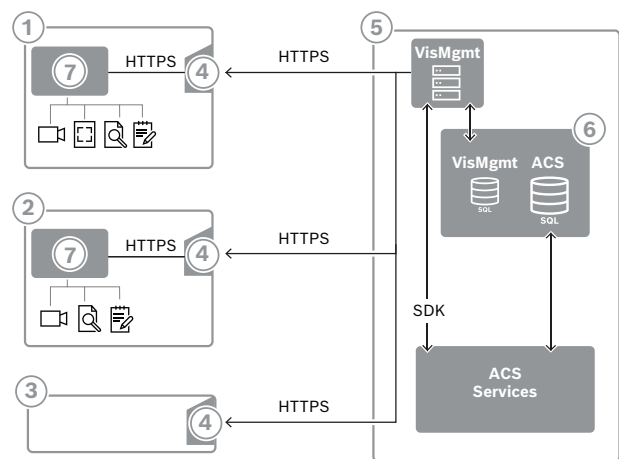 1
7
HTTPS
4
HTTPS
2
7
HTTPS
4
HTTPS
3
4
HTTPS
5
VisMgmt
6
VisMgmt ACS
SQL
SQL
SDK
ACS
Services